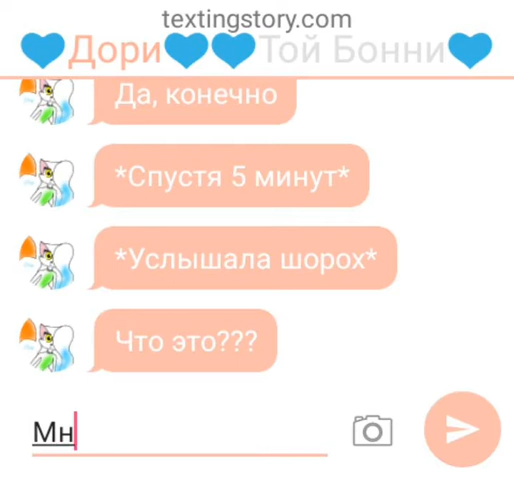 textingstory.com
💙Дори💙💙Той Бонни💙
Да, конечно
*Спустя 5 минут*
*Услышала шорох*
Что это???
Мн